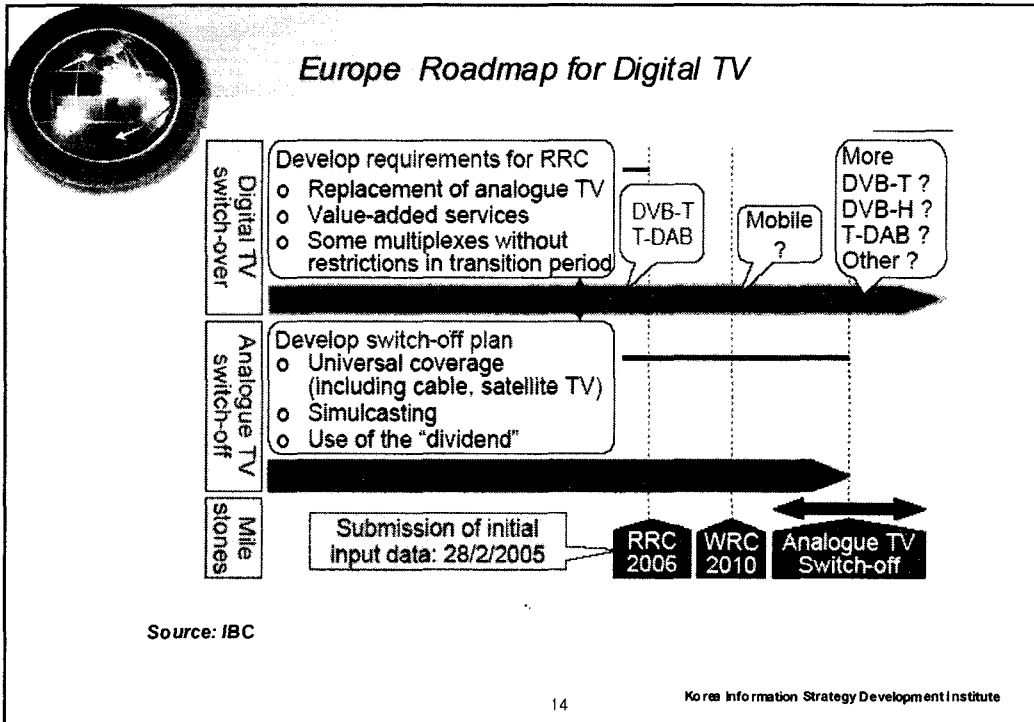 Europe Roadmap for Digital TV
Digital TV
switch-over
Develop requirements for RRC
o Replacement of analogue TV
o Value-added services
o Some multiplexes without
restrictions in transition period
DVB-T
T-DAB
Mobile
?
More
DVB-T ?
DVB-H ?
T-DAB ?
Other ?
Analogue TV
switch-off
Develop switch-off plan
o Universal coverage
(including cable, satellite TV)
o Simulcasting
o Use of the “dividend”
Mile
stones
Submission of initial
input data: 28/2/2005
RRC
2006
WRC
2010
Analogue TV
Switch-off
Source: IBC
14
Korea Information Strategy Development Institute